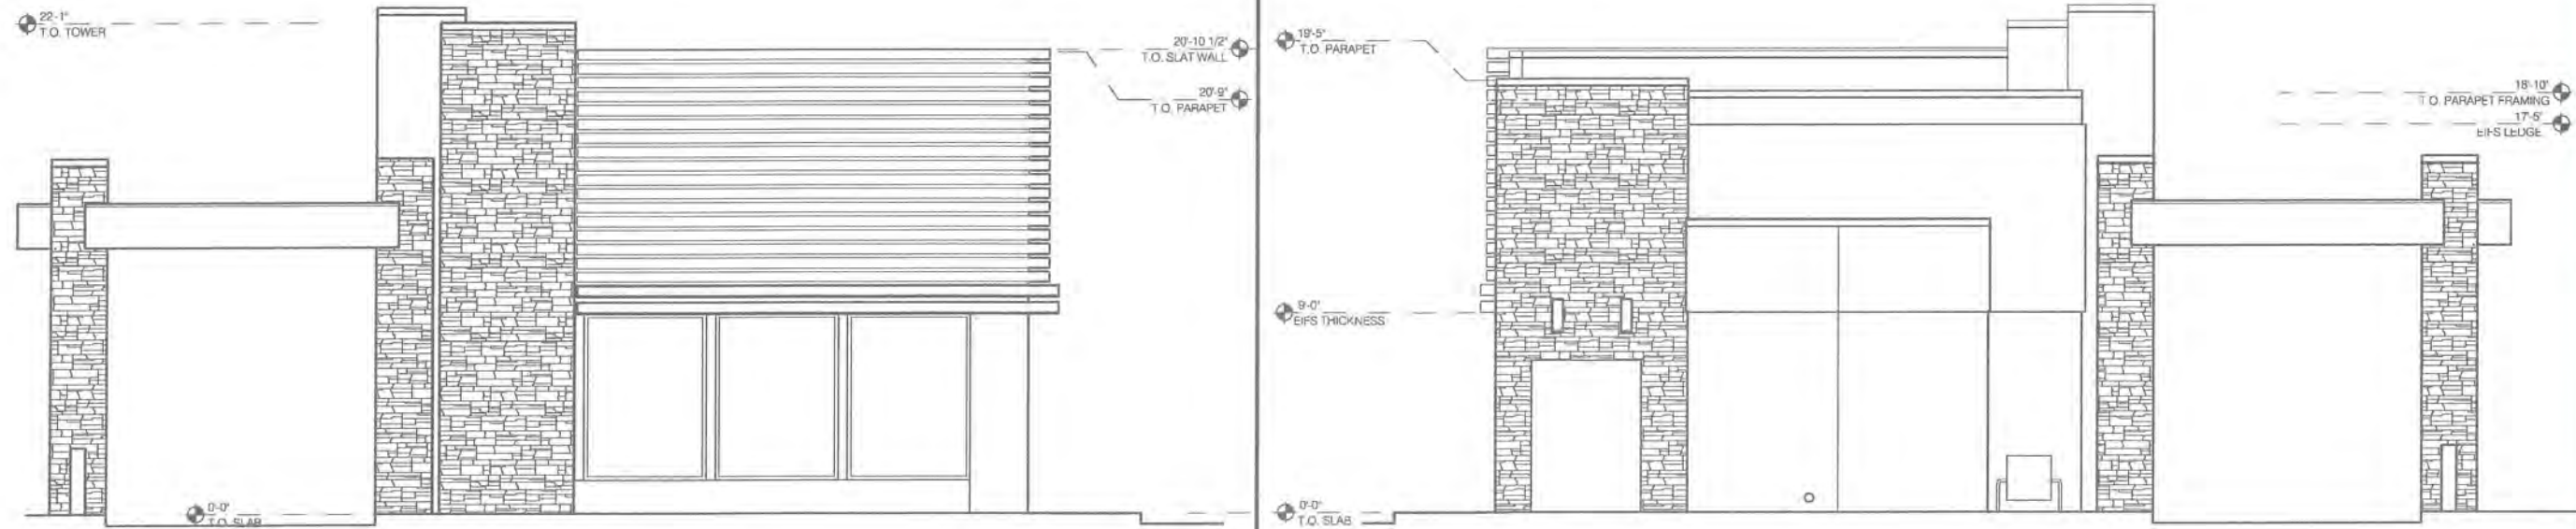 22'-1"
T.O. TOWER
20'-10 1/2"
T.O. SLAT WALL
20'-9"
T.O. PARAPET
0'-0"
T.O. SLAB
19'-5"
T.O. PARAPET
18'-10"
T.O. PARAPET FRAMING
17'-5"
EIFS LEDGE
9'-0"
EIFS THICKNESS
0'-0"
T.O. SLAB